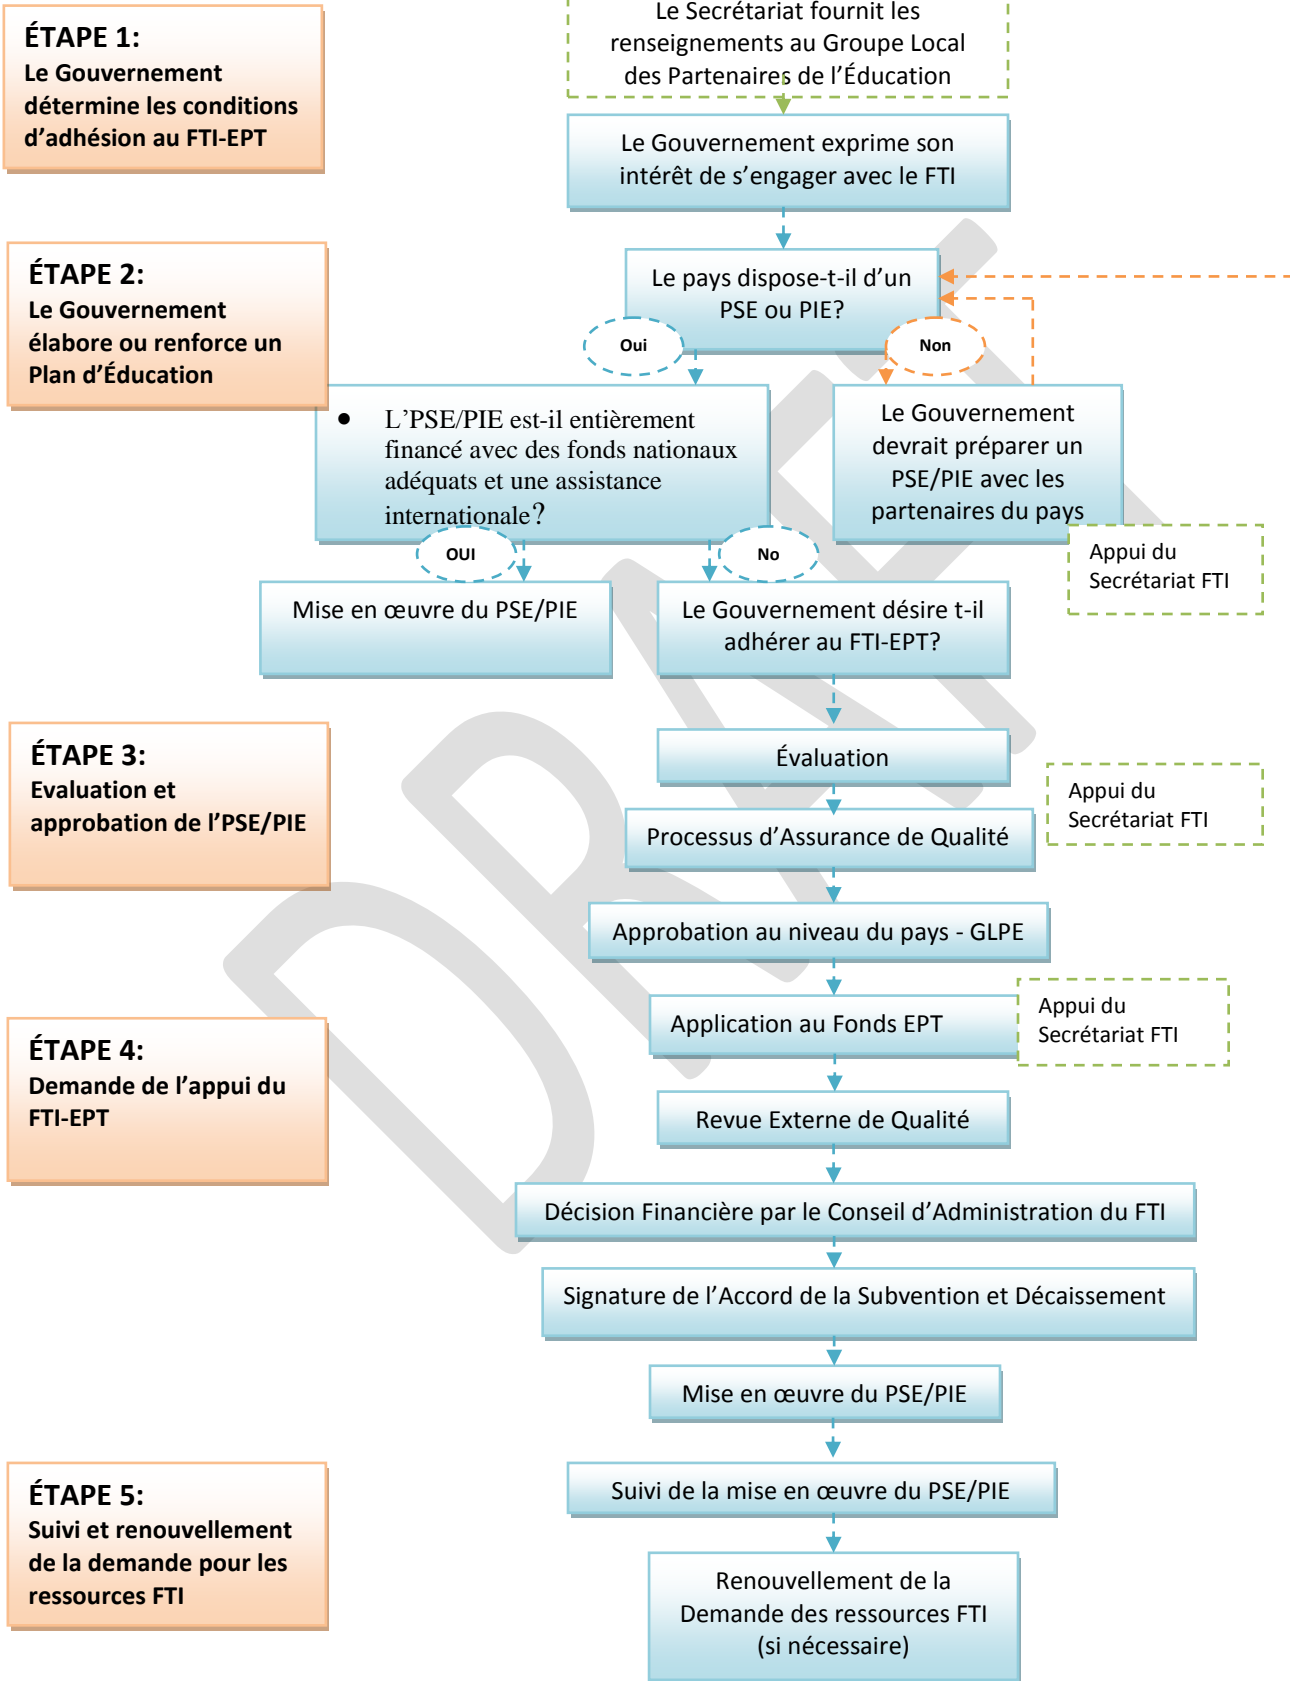 ÉTAPE 1:
Le Gouvernement
détermine les conditions
d’adhésion au FTI-EPT
Le Secrétariat fournit les
renseignements au Groupe Local
des Partenaires de l’Éducation
Le Gouvernement exprime son
intérêt de s’engager avec le FTI
ÉTAPE 2:
Le Gouvernement
élabore ou renforce un
Plan d’Éducation
Le pays dispose-t-il d’un
PSE ou PIE?
Oui
Non
● L’PSE/PIE est-il entièrement
financé avec des fonds nationaux
adéquats et une assistance
internationale?
Le Gouvernement
devrait préparer un
PSE/PIE avec les
partenaires du pays
OUI
No
Appui du
Secrétariat FTI
Mise en œuvre du PSE/PIE
Le Gouvernement désire t-il
adhérer au FTI-EPT?
ÉTAPE 3:
Evaluation et
approbation de l’PSE/PIE
Évaluation
Appui du
Secrétariat FTI
Processus d’Assurance de Qualité
Approbation au niveau du pays - GLPE
ÉTAPE 4:
Demande de l’appui du
FTI-EPT
Application au Fonds EPT
Appui du
Secrétariat FTI
Revue Externe de Qualité
Décision Financière par le Conseil d’Administration du FTI
Signature de l’Accord de la Subvention et Décaissement
Mise en œuvre du PSE/PIE
ÉTAPE 5:
Suivi et renouvellement
de la demande pour les
ressources FTI
Suivi de la mise en œuvre du PSE/PIE
Renouvellement de la
Demande des ressources FTI
(si nécessaire)
DRAFT